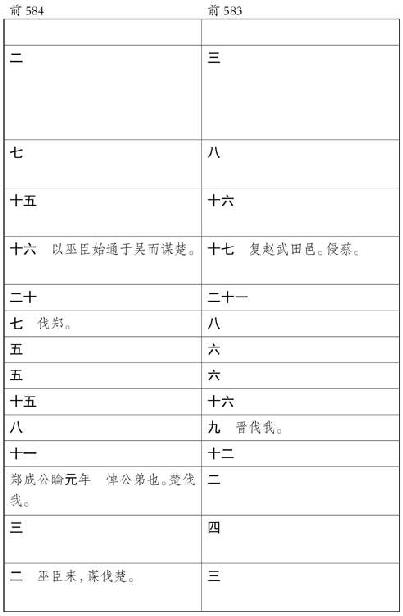 前 584 前 583
二 三
七 八
十五 十六
十六 以巫臣始通于吴而谋楚。 十七 复赵武田邑。侵蔡。
二十 二十一
七 伐郑。 八
五 六
五 六
十五 十六
八 九 晋伐我。
十一 十二
郑成公睔元年 悼公弟也。楚伐 二
我。
三 四
二 巫臣来，谋伐楚。 三